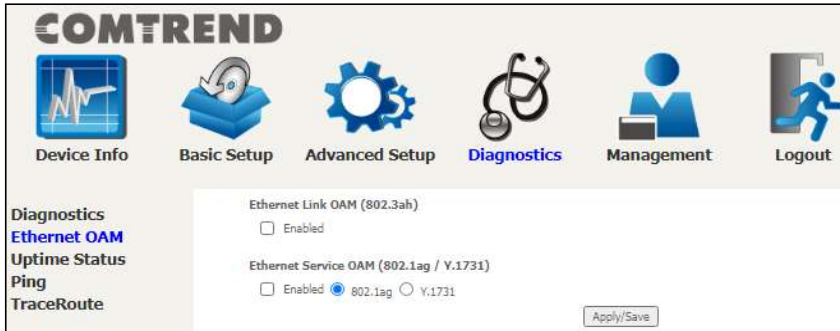 COMTREND
Device Info Basic Setup Advanced Setup Diagnostics Management Logout
Diagnostics
Ethernet OAM
Uptime Status
Ping
TraceRoute
Ethernet Link OAM (802.3ah)
Enabled
Ethernet Service OAM (802.1ag / Y.1731)
Enabled 802.1ag Y.1731
Apply/Save